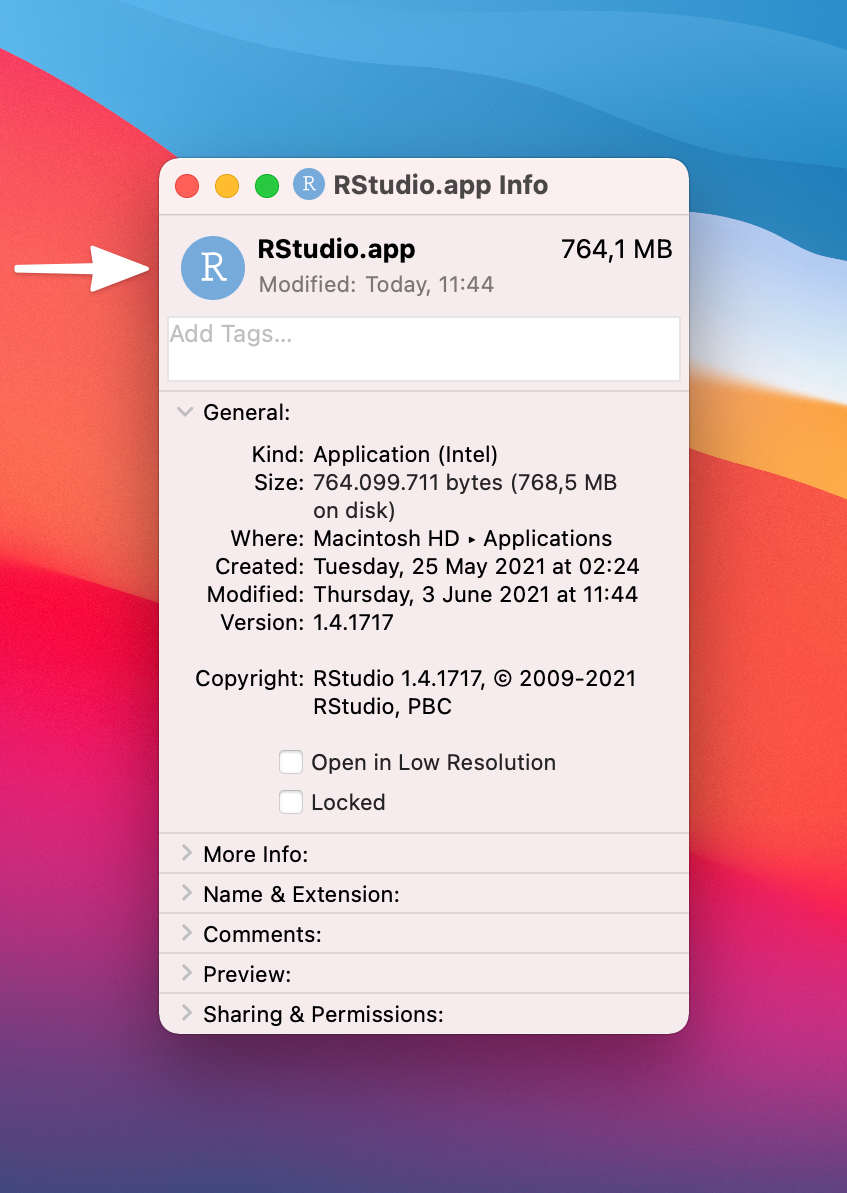 R RStudio.app Info
R
RStudio.app 764,1 MB
Modified: Today, 11:44
Add Tags...
General:
Kind: Application (Intel)
Size: 764.099.711 bytes (768,5 MB
on disk)
Where: Macintosh HD ▸ Applications
Created: Tuesday, 25 May 2021 at 02:24
Modified: Thursday, 3 June 2021 at 11:44
Version: 1.4.1717
Copyright: RStudio 1.4.1717, © 2009-2021
RStudio, PBC
Open in Low Resolution
Locked
More Info:
Name & Extension:
Comments:
Preview:
Sharing & Permissions: